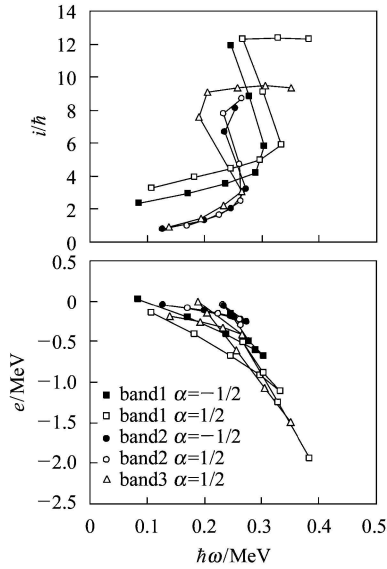 14
12
10
8
6
4
2
0
i/ħ
0.5
0
−0.5
−1.0
−1.5
−2.0
−2.5
e/MeV
band1 α=−1/2
band1 α=1/2
band2 α=−1/2
band2 α=1/2
band3 α=1/2
0 0.1 0.2 0.3 0.4 0.5
ħω/MeV